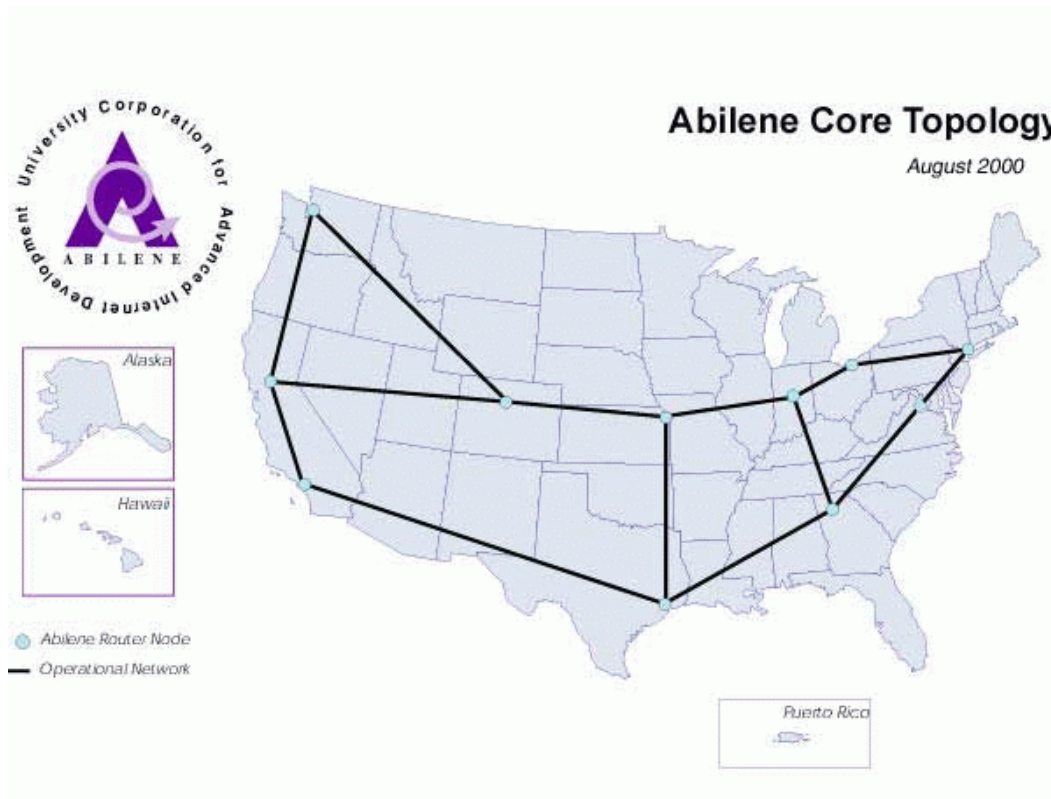 University Corporation for Advanced Internet Development
ABILENE
Abilene Core Topology
August 2000
Alaska
Hawaii
Abilene Router Node
Operational Network
Puerto Rico